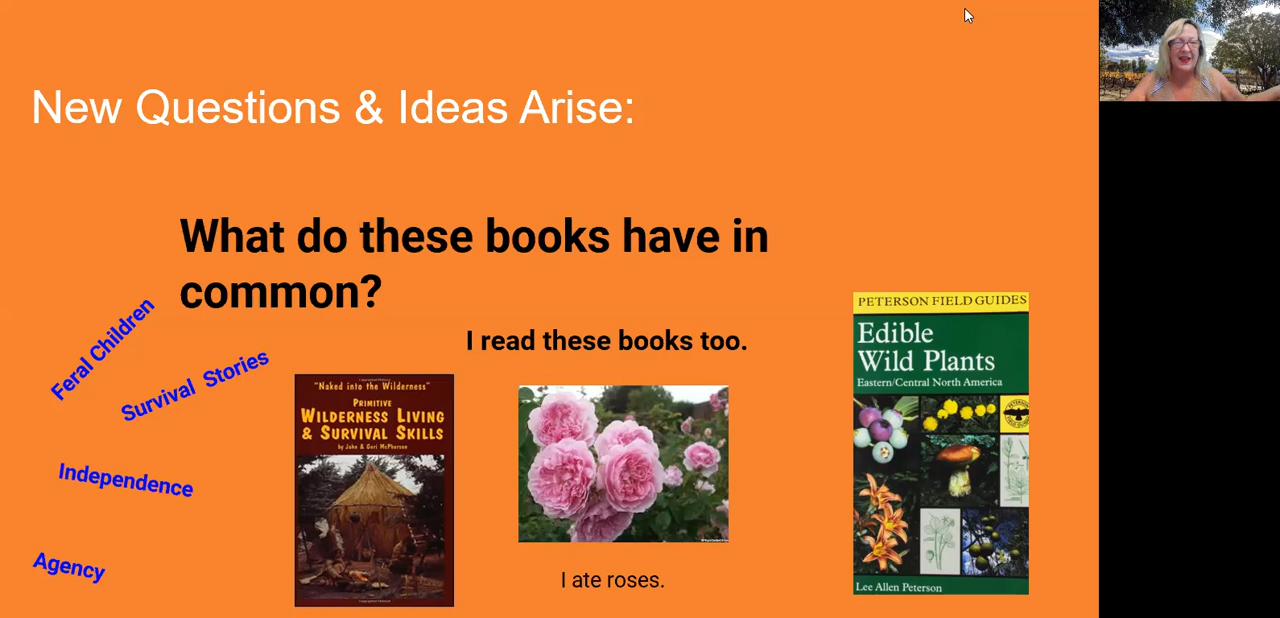 New Questions & Ideas Arise:
What do these books have in
common?
Feral Children
Survival Stories
Independence
Agency
I read these books too.
"Naked into the Wilderness"
PRIMITIVE
WILDERNESS LIVING
& SURVIVAL SKILLS
by John & Geri McPherson
I ate roses.
PETERSON FIELD GUIDES
Edible
Wild Plants
Eastern/Central North America
Lee Allen Peterson